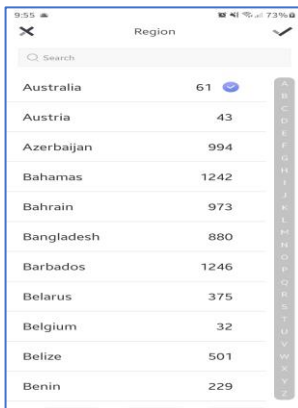 9:55 73%
Region
Search
Australia 61
Austria 43
Azerbaijan 994
Bahamas 1242
Bahrain 973
Bangladesh 880
Barbados 1246
Belarus 375
Belgium 32
Belize 501
Benin 229
A
B
C
D
E
F
G
H
I
J
K
L
M
N
O
P
Q
R
S
T
U
V
W
X
Y
Z